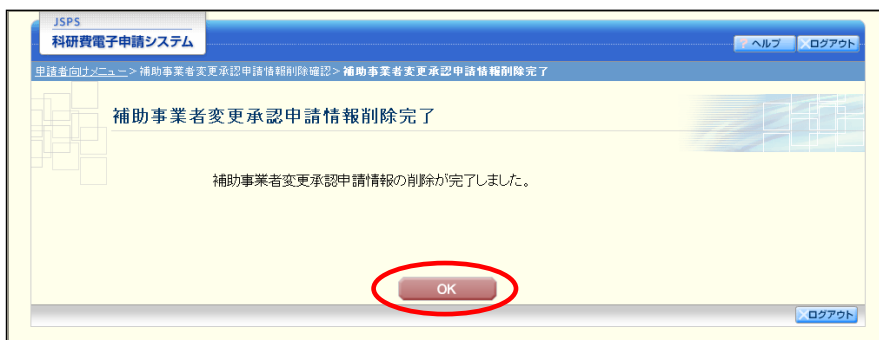 JSPS
科研費電子申請システム
ヘルプ
ログアウト
申請者向けメニュー>補助事業者変更承認申請情報削除確認>補助事業者変更承認申請情報削除完了
補助事業者変更承認申請情報削除完了
補助事業者変更承認申請情報の削除が完了しました。
OK
ログアウト